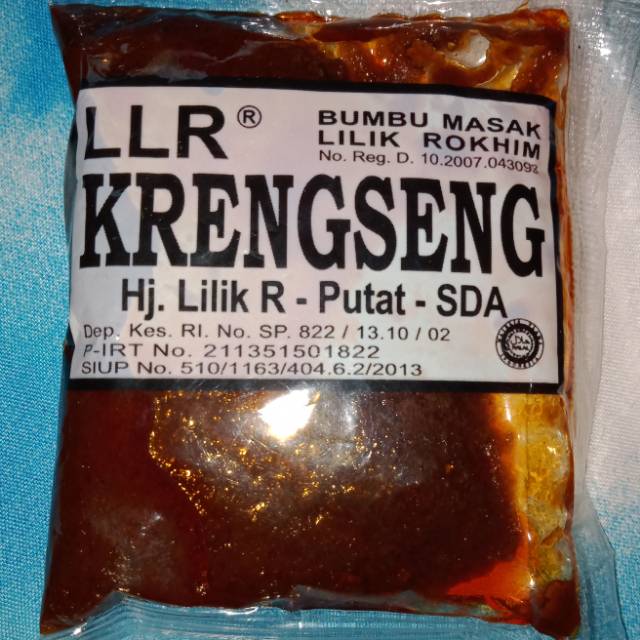 LLR®
BUMBU MASAK
LILIK ROKHIM
No. Reg. D. 10.2007.043092
KRENGSENG
Hj. Lilik R - Putat - SDA
Dep. Kes. RI. No. SP. 822 / 13.10 / 02
P-IRT No. 211351501822
SIUP No. 510/1163/404.6.2/2013